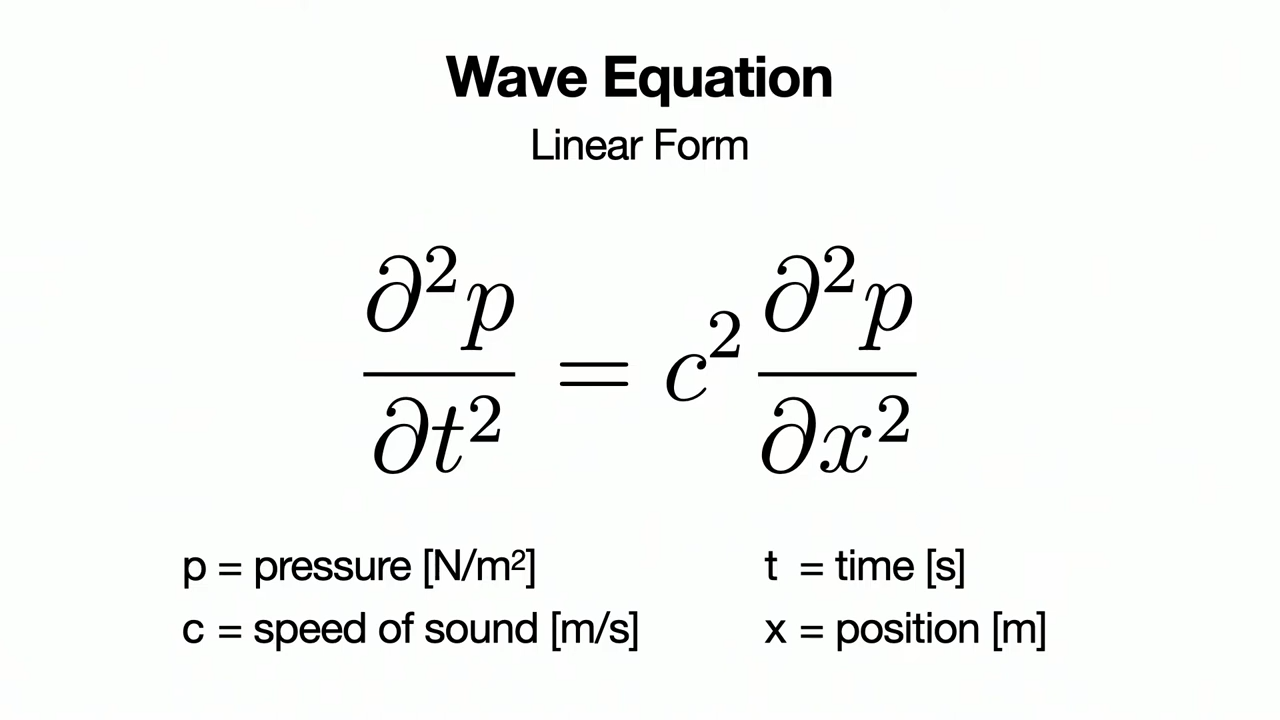 Wave Equation
Linear Form
∂²p/∂t² = c² ∂²p/∂x²
p = pressure [N/m²]
t = time [s]
c = speed of sound [m/s]
x = position [m]